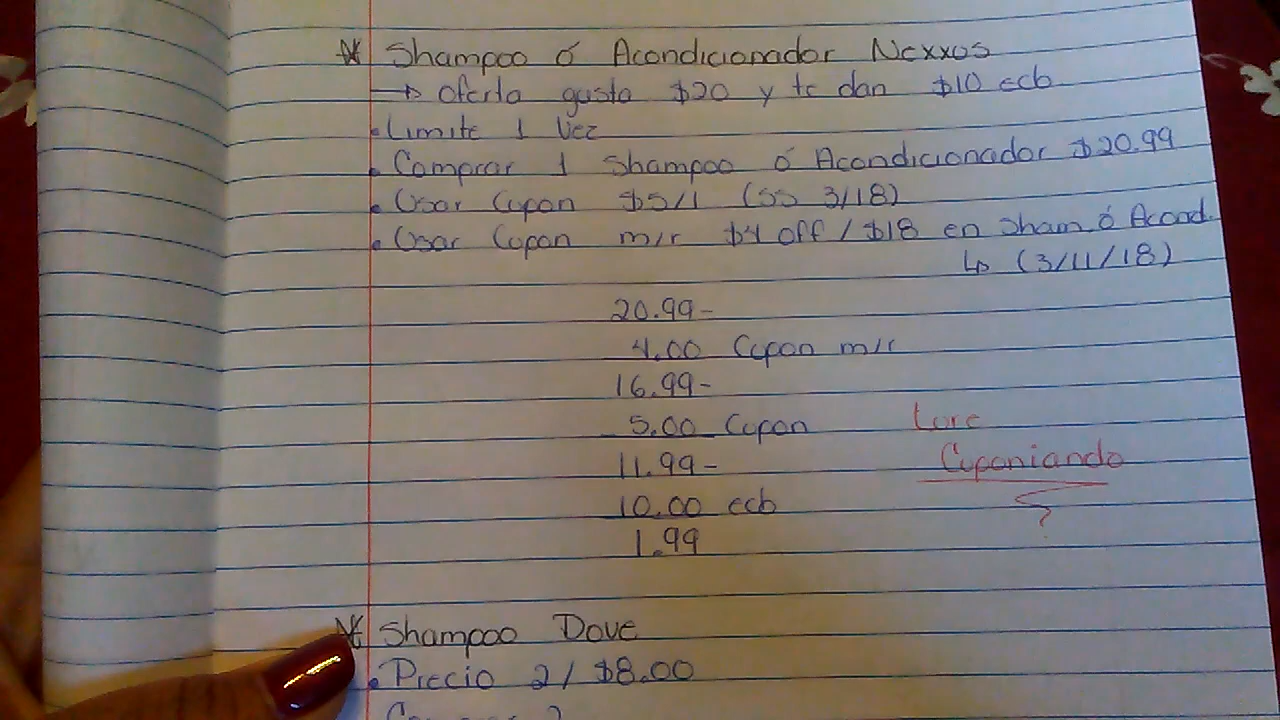 * Shampoo ó Acondicionador Nexxus
→ Oferta gasta $20 y te dan $10 ecb
• Limite 1 Vez
• Comprar 1 Shampoo ó Acondicionador $20.99
• Usar Cupon $5/1 (SS 3/18)
• Usar Cupon m/r $4 off / $18 en Sham ó Acond.
↳ (3/11/18)
20.99-
4.00 Cupon m/r
16.99-
5.00 Cupon
11.99-
10.00 ecb
1.99
Lore
Cuponiando
* Shampoo Dove
• Precio 2 / $8.00